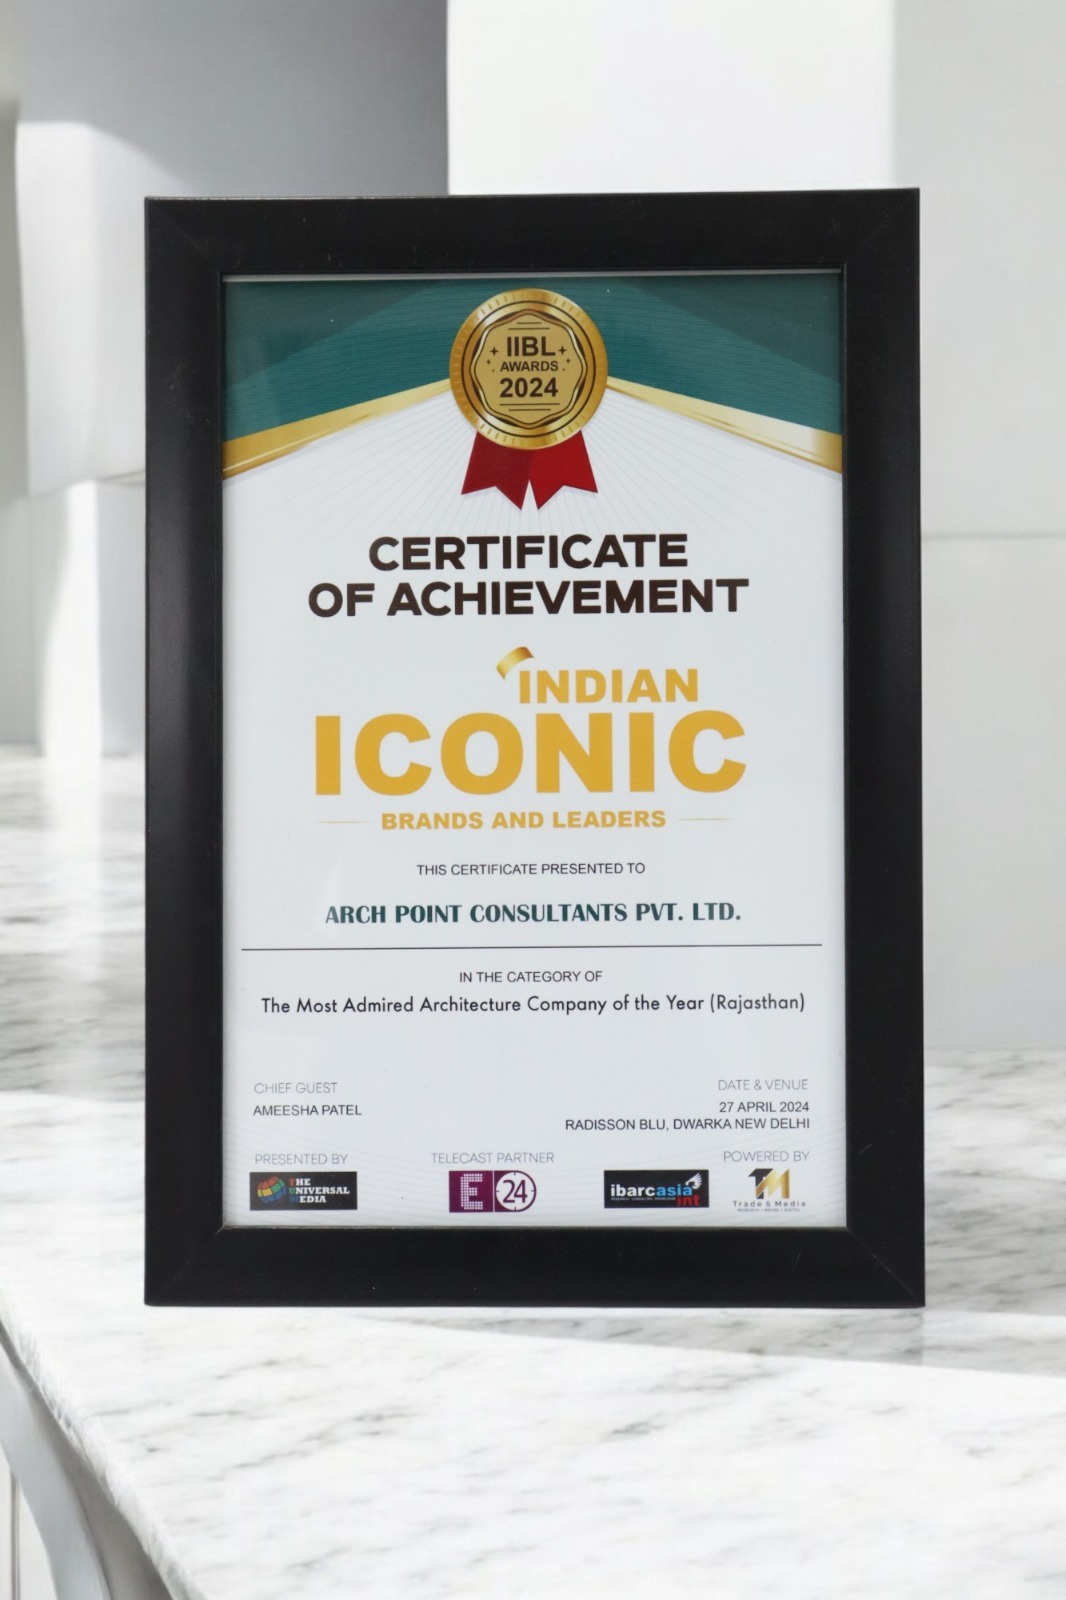 IIBL
AWARDS
2024
CERTIFICATE
OF ACHIEVEMENT
INDIAN
ICONIC
BRANDS AND LEADERS
THIS CERTIFICATE PRESENTED TO
ARCH POINT CONSULTANTS PVT. LTD.
IN THE CATEGORY OF
The Most Admired Architecture Company of the Year (Rajasthan)
CHIEF GUEST
AMEESHA PATEL
DATE & VENUE
27 APRIL 2024
RADISSON BLU, DWARKA NEW DELHI
PRESENTED BY
THE
UNIVERSAL
MEDIA
TELECAST PARTNER
E 24
ibarcasia
int
POWERED BY
TM
Trade & Media